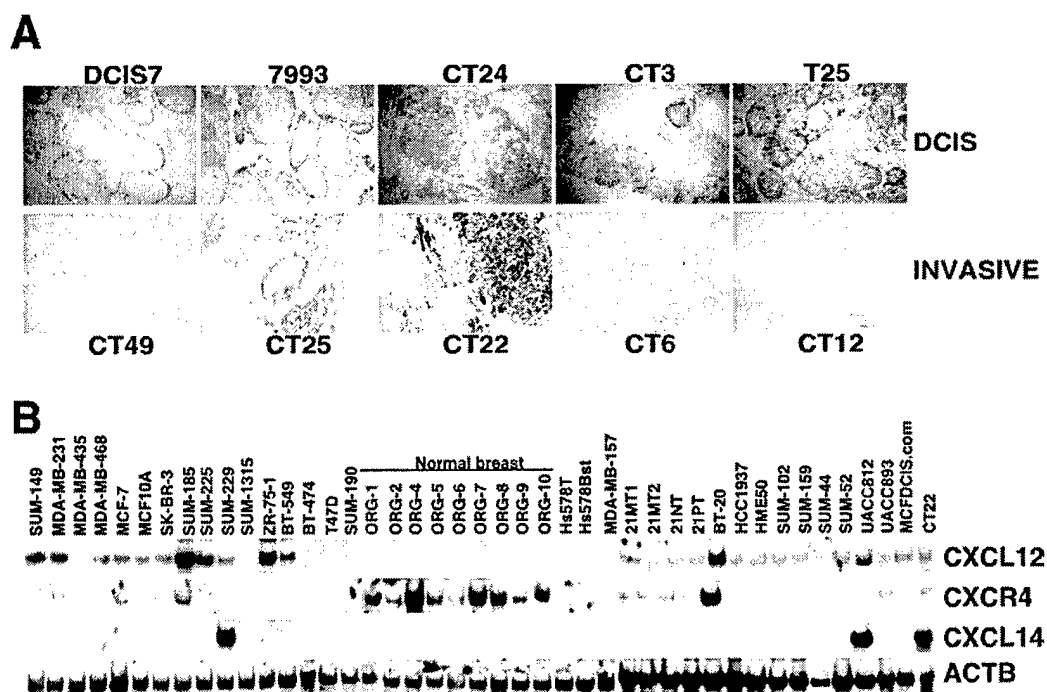 A
DCIS7 7993 CT24 CT3 T25
DCIS
INVASIVE
CT49 CT25 CT22 CT6 CT12
B
Normal breast
SUM-149
MDA-MB-231
MDA-MB-435
MDA-MB-468
MCF-7
MCF10A
SK-BR-3
SUM-185
SUM-225
SUM-229
SUM-1315
ZR-75-1
BT-549
BT-474
T47D
SUM-190
ORG-1
ORG-2
ORG-4
ORG-5
ORG-6
ORG-7
ORG-8
ORG-9
ORG-10
Hs578T
Hs578Bst
MDA-MB-157
21MT1
21MT2
21NT
21PT
BT-20
HCC1937
HME50
SUM-102
SUM-159
SUM-44
SUM-52
UACC812
UACC893
MCFDCIS.com
CT22
CXCL12
CXCR4
CXCL14
ACTB